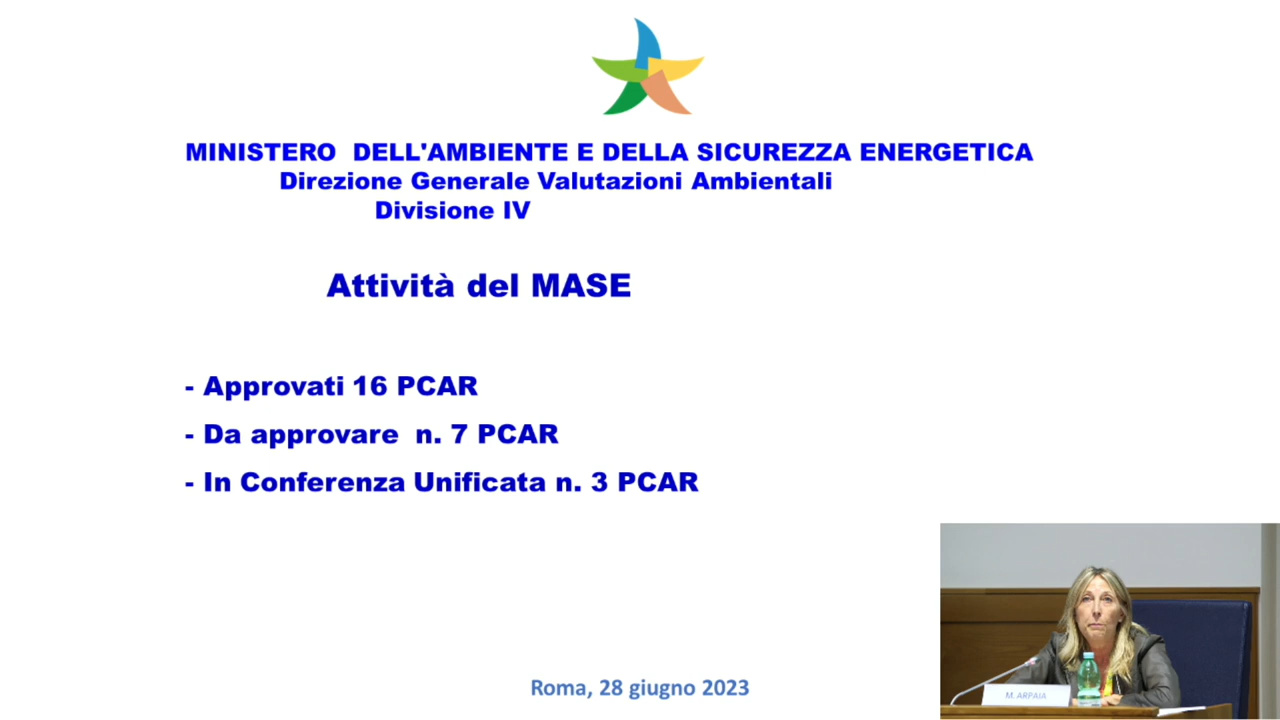 MINISTERO DELL'AMBIENTE E DELLA SICUREZZA ENERGETICA
Direzione Generale Valutazioni Ambientali
Divisione IV
Attività del MASE
- Approvati 16 PCAR
- Da approvare n. 7 PCAR
- In Conferenza Unificata n. 3 PCAR
M. ARPAIA
Roma, 28 giugno 2023